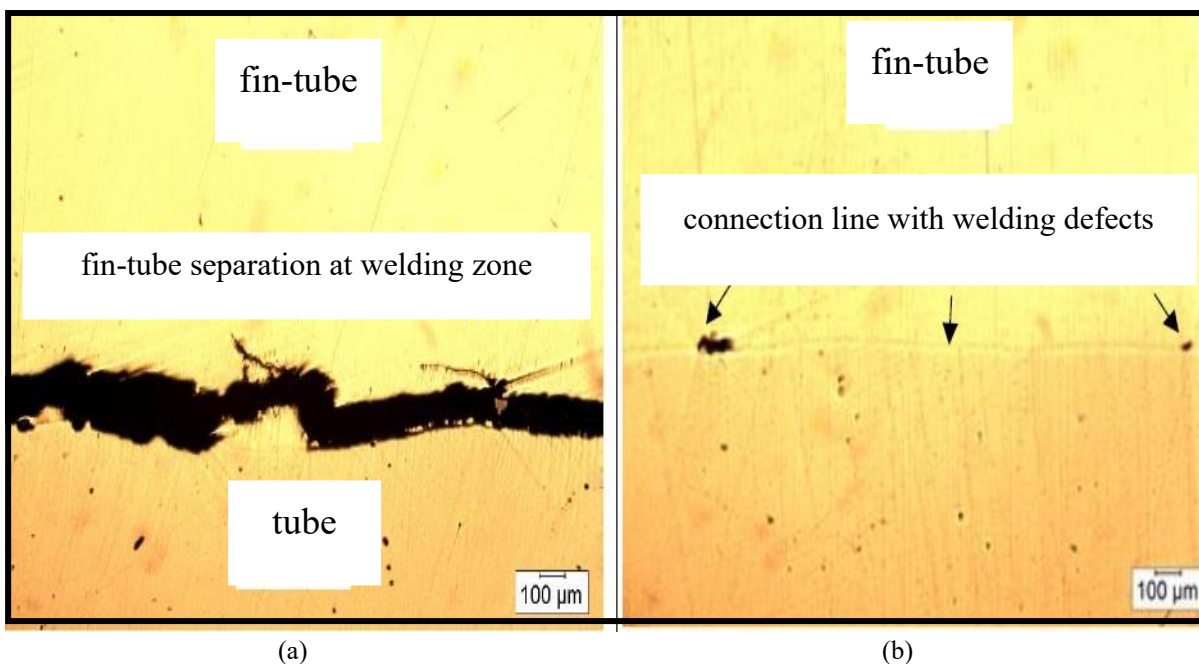 fin-tube
fin-tube separation at welding zone
tube
100 µm
(a)
fin-tube
connection line with welding defects
100 µm
(b)